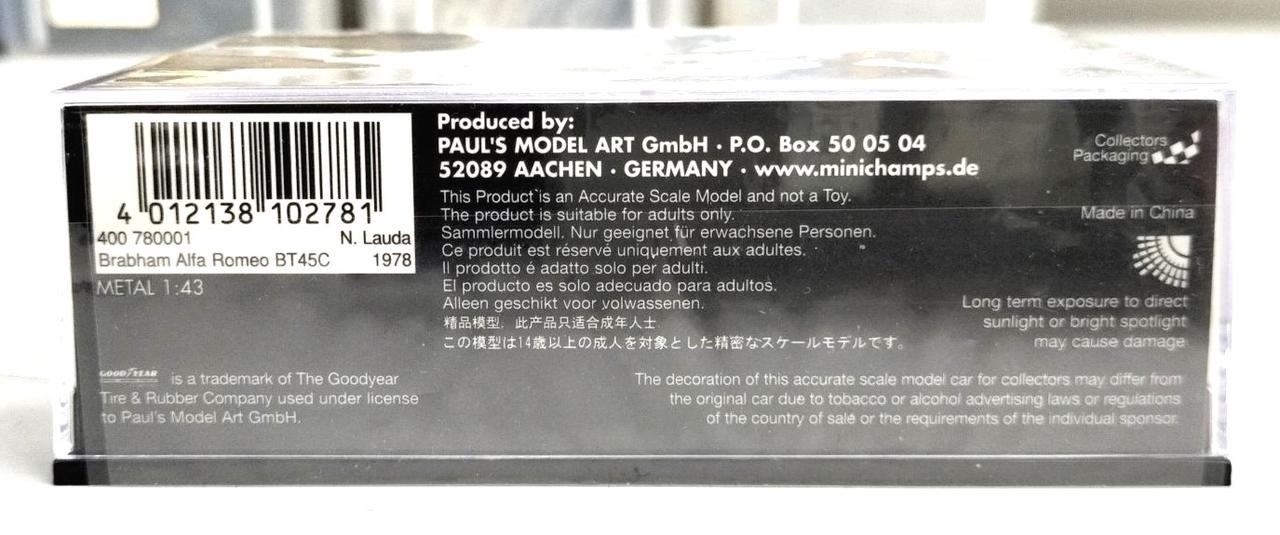 4 012138 102781
400 780001 N. Lauda
Brabham Alfa Romeo BT45C 1978
METAL 1:43
Produced by:
PAUL'S MODEL ART GmbH · P.O. Box 50 05 04
52089 AACHEN · GERMANY · www.minichamps.de
This Product is an Accurate Scale Model and not a Toy.
The product is suitable for adults only.
Sammlermodell. Nur geeignet für erwachsene Personen.
Ce produit est réservé uniquement aux adultes.
Il prodotto é adatto solo per adulti.
El producto es solo adecuado para adultos.
Alleen geschikt voor volwassenen.
精品模型. 此产品只适合成年人士.
この模型は14歳以上の成人を対象とした精密なスケールモデルです。
Collectors
Packaging
Made in China
Long term exposure to direct
sunlight or bright spotlight
may cause damage
GOODYEAR is a trademark of The Goodyear
Tire & Rubber Company used under license
to Paul's Model Art GmbH.
The decoration of this accurate scale model car for collectors may differ from
the original car due to tobacco or alcohol advertising laws or regulations
of the country of sale or the requirements of the individual sponsor.